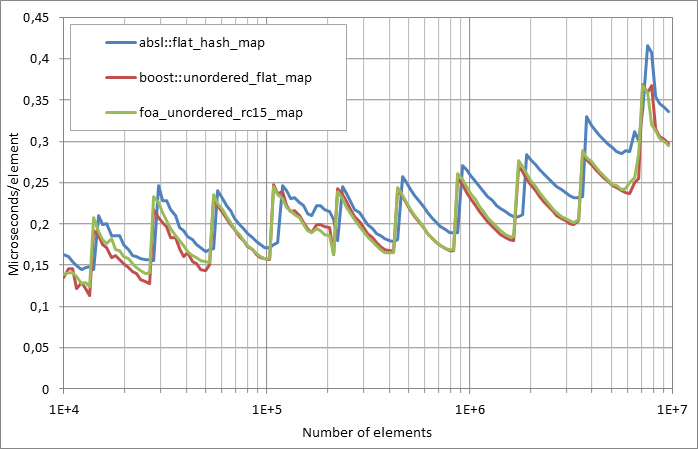 0,45
0,4
0,35
0,3
0,25
0,2
0,15
0,1
0,05
0
Microseconds/element
absl::flat_hash_map
boost::unordered_flat_map
foa_unordered_rc15_map
1E+4 1E+5 1E+6 1E+7
Number of elements